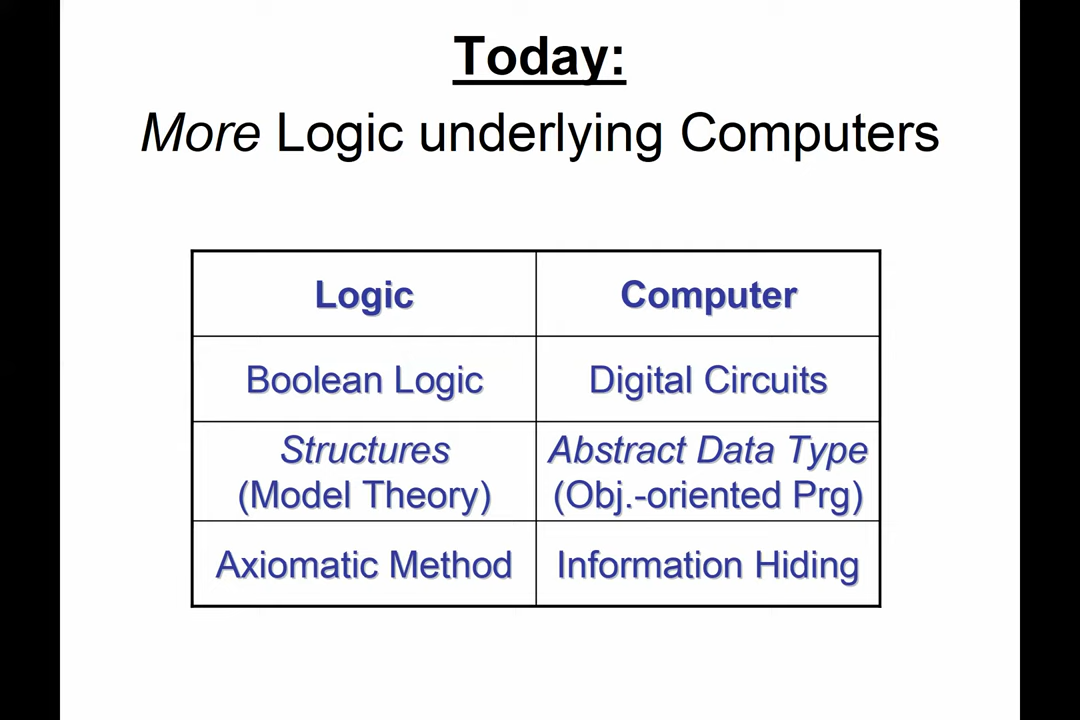 Today:
More Logic underlying Computers
Logic
Computer
Boolean Logic
Digital Circuits
Structures
(Model Theory)
Abstract Data Type
(Obj.-oriented Prg)
Axiomatic Method
Information Hiding